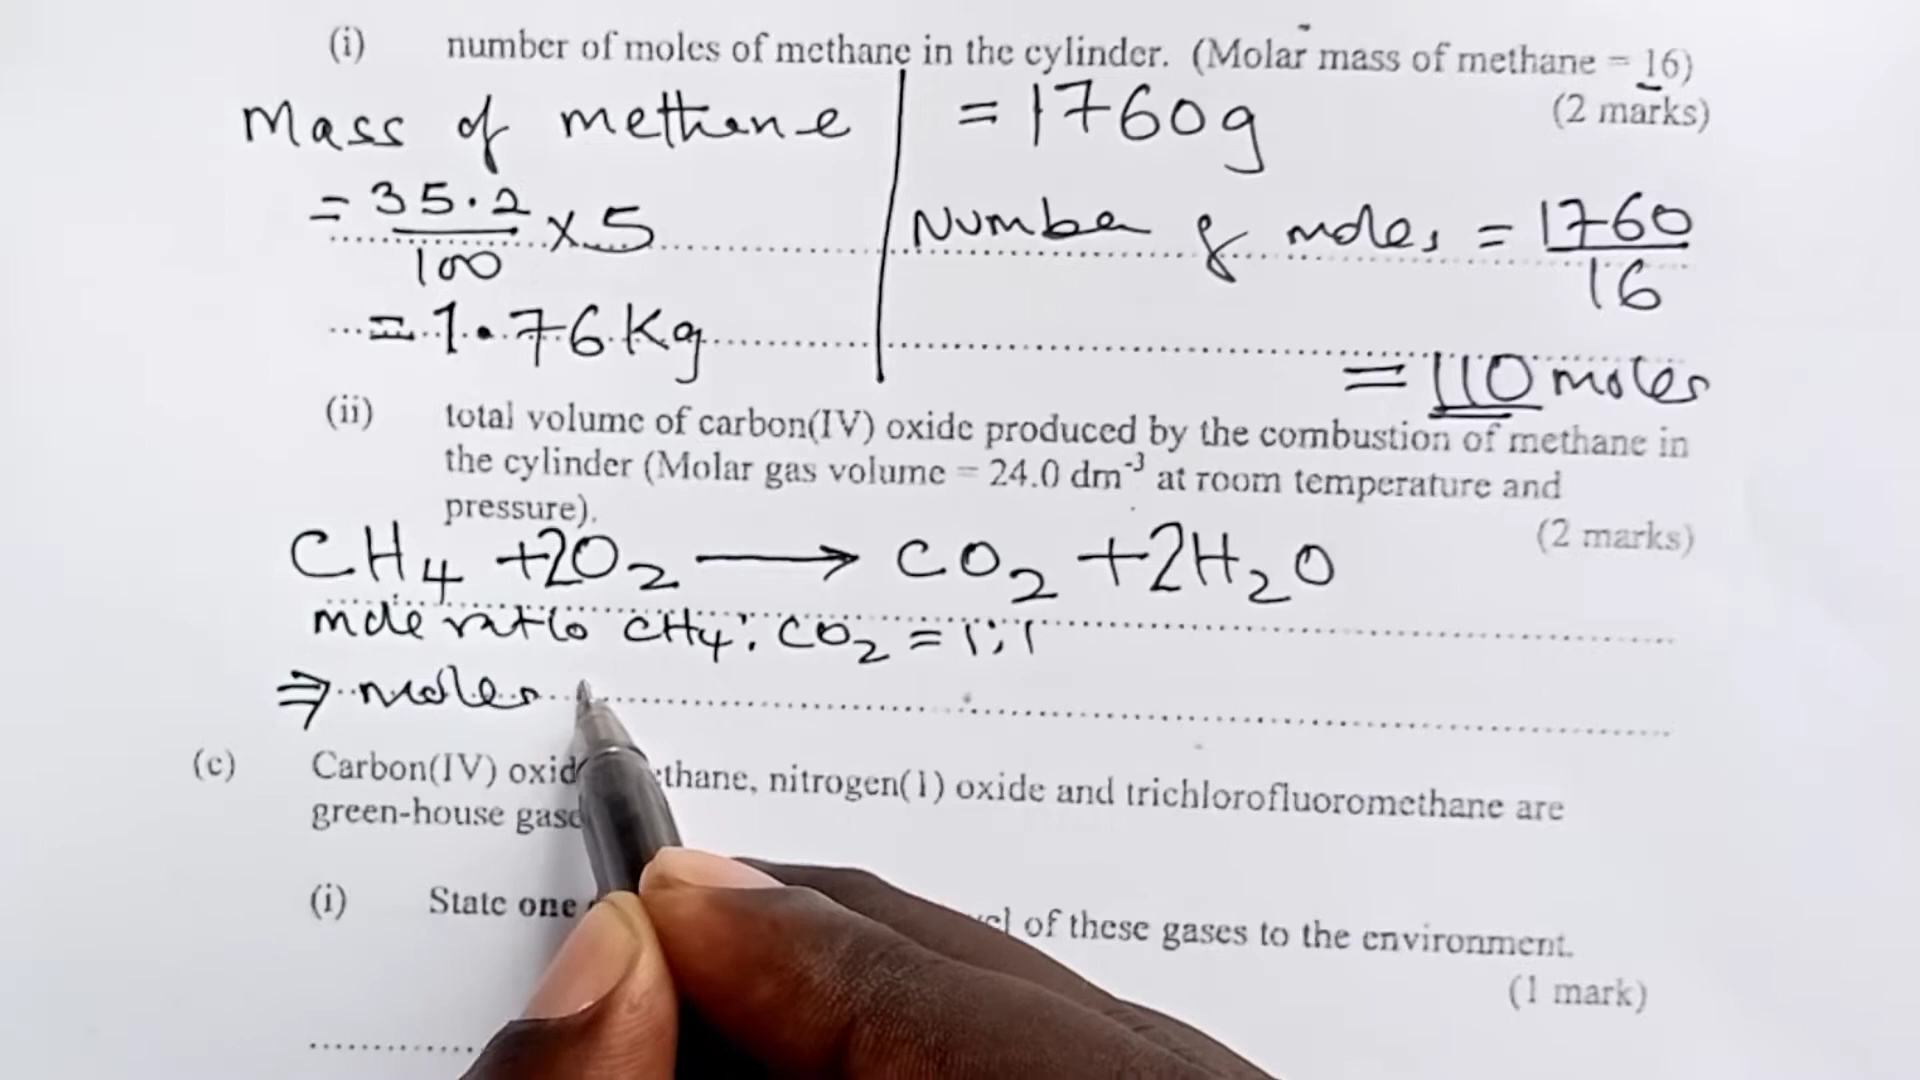 (i) number of moles of methane in the cylinder. (Molar mass of methane = 16)
(2 marks)
Mass of methane
= 35.2/100 × 5
= 1.76 Kg
= 1760g
Number of moles = 1760/16
= 110 moles
(ii) total volume of carbon(IV) oxide produced by the combustion of methane in
the cylinder (Molar gas volume = 24.0 dm⁻³ at room temperature and
pressure).
(2 marks)
CH₄ + 2O₂ → CO₂ + 2H₂O
mole ratio CH₄ : CO₂ = 1:1
⇒ moles
(c) Carbon(IV) thane, nitrogen(1) oxide and trichlorofluoromethane are
green-house
(i) State one of these gases to the environment.
(1 mark)